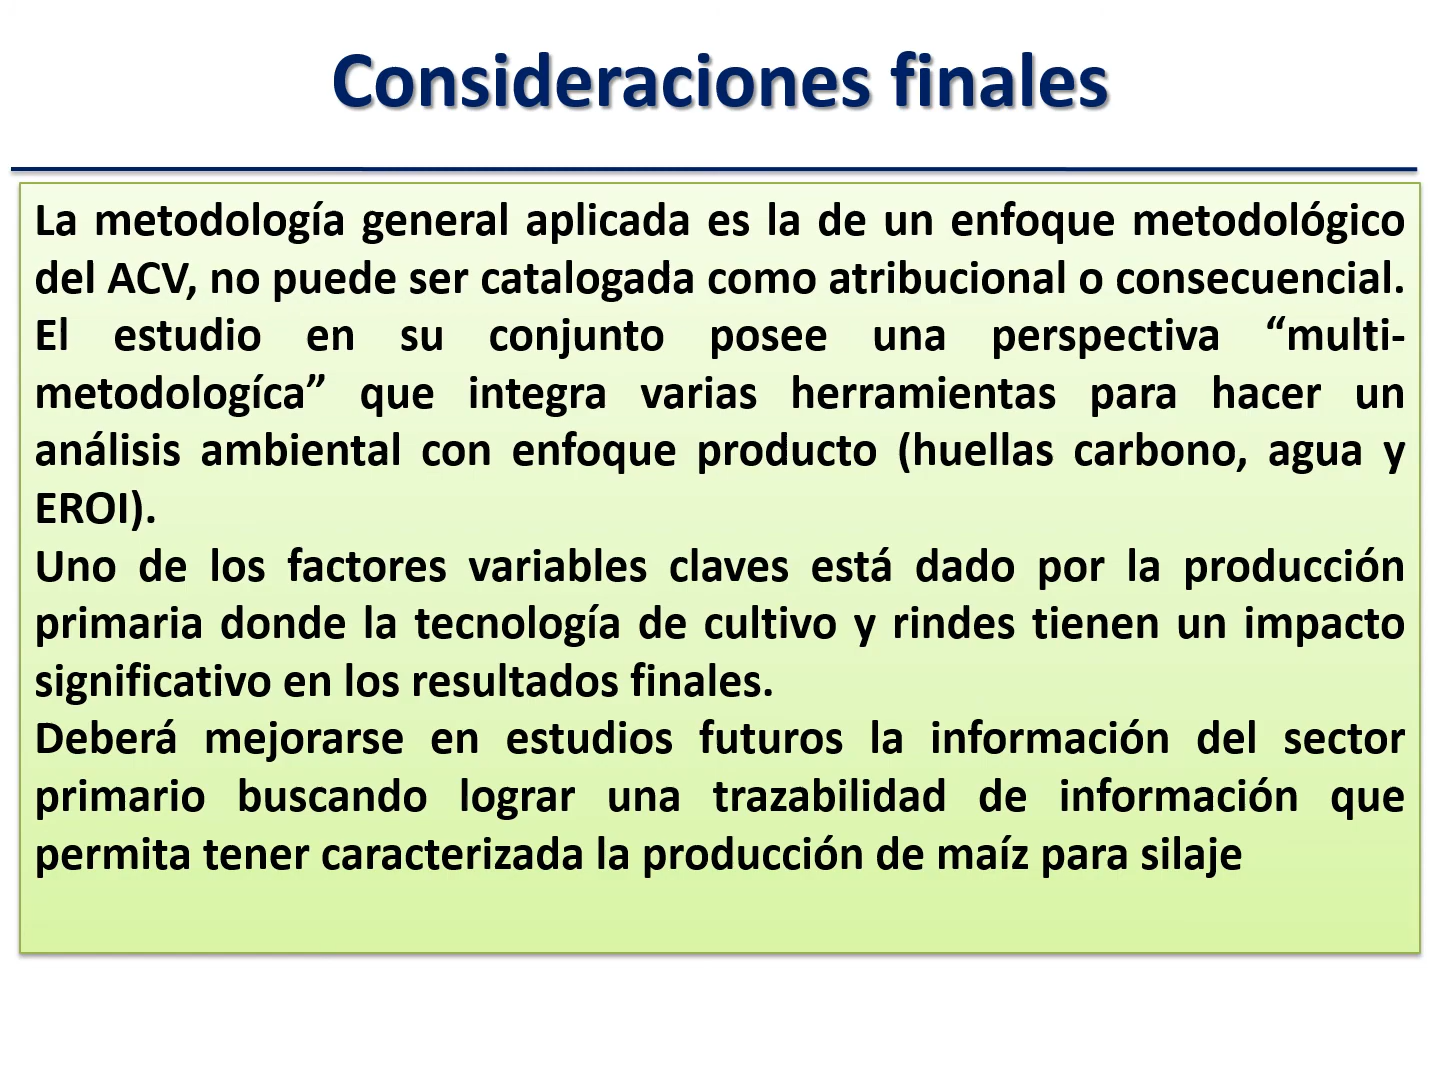 Consideraciones finales
La metodología general aplicada es la de un enfoque metodológico
del ACV, no puede ser catalogada como atribucional o consecuencial.
El estudio en su conjunto posee una perspectiva “multi-
metodologíca” que integra varias herramientas para hacer un
análisis ambiental con enfoque producto (huellas carbono, agua y
EROI).
Uno de los factores variables claves está dado por la producción
primaria donde la tecnología de cultivo y rindes tienen un impacto
significativo en los resultados finales.
Deberá mejorarse en estudios futuros la información del sector
primario buscando lograr una trazabilidad de información que
permita tener caracterizada la producción de maíz para silaje